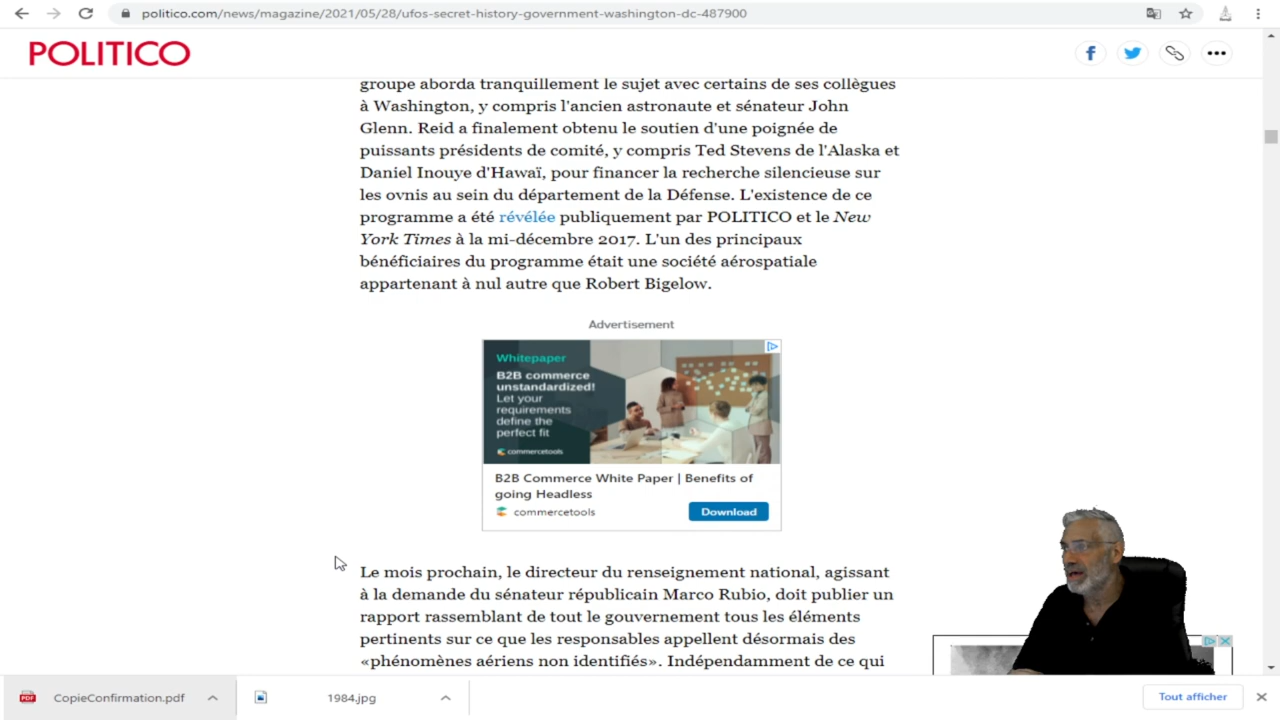 politico.com/news/magazine/2021/05/28/ufos-secret-history-government-washington-dc-487900
POLITICO
groupe aborda tranquillement le sujet avec certains de ses collègues
à Washington, y compris l'ancien astronaute et sénateur John
Glenn. Reid a finalement obtenu le soutien d'une poignée de
puissants présidents de comité, y compris Ted Stevens de l'Alaska et
Daniel Inouye d'Hawaï, pour financer la recherche silencieuse sur
les ovnis au sein du département de la Défense. L'existence de ce
programme a été révélée publiquement par POLITICO et le New
York Times à la mi-décembre 2017. L'un des principaux
bénéficiaires du programme était une société aérospatiale
appartenant à nul autre que Robert Bigelow.
Advertisement
Whitepaper
B2B commerce
unstandardized!
Let your
requirements
define the
perfect fit
commercetools
B2B Commerce White Paper | Benefits of
going Headless
commercetools
Download
Le mois prochain, le directeur du renseignement national, agissant
à la demande du sénateur républicain Marco Rubio, doit publier un
rapport rassemblant de tout le gouvernement tous les éléments
pertinents sur ce que les responsables appellent désormais des
«phénomènes aériens non identifiés». Indépendamment de ce qui
PDF
CopieConfirmation.pdf
1984.jpg
Tout afficher